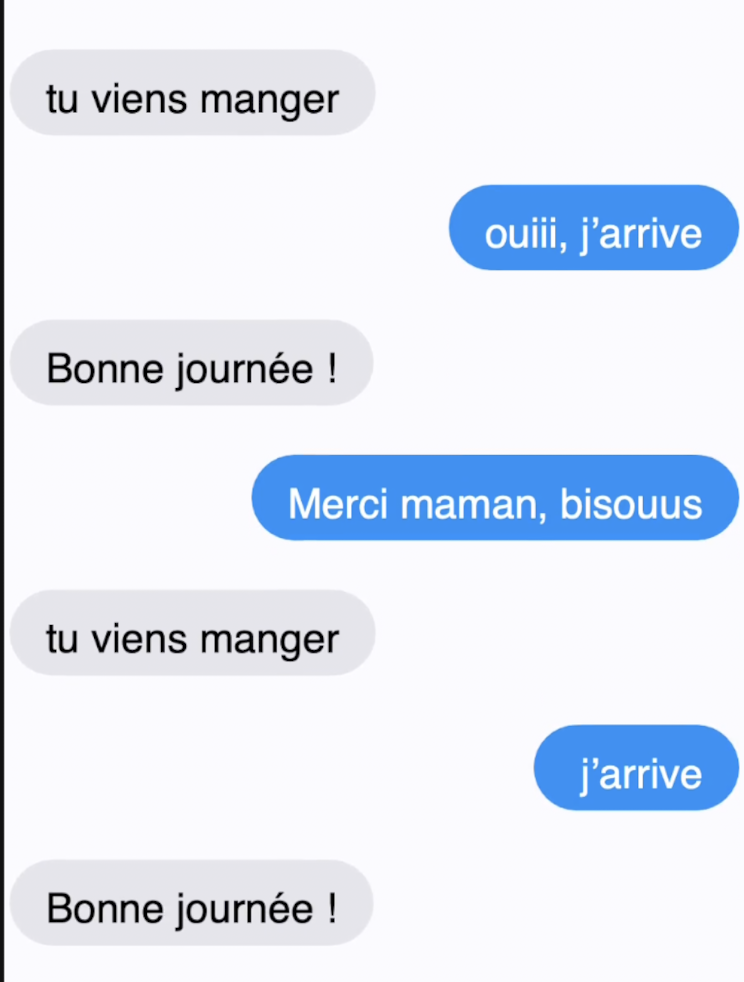 tu viens manger
ouiii, j’arrive
Bonne journée !
Merci maman, bisouus
tu viens manger
j’arrive
Bonne journée !